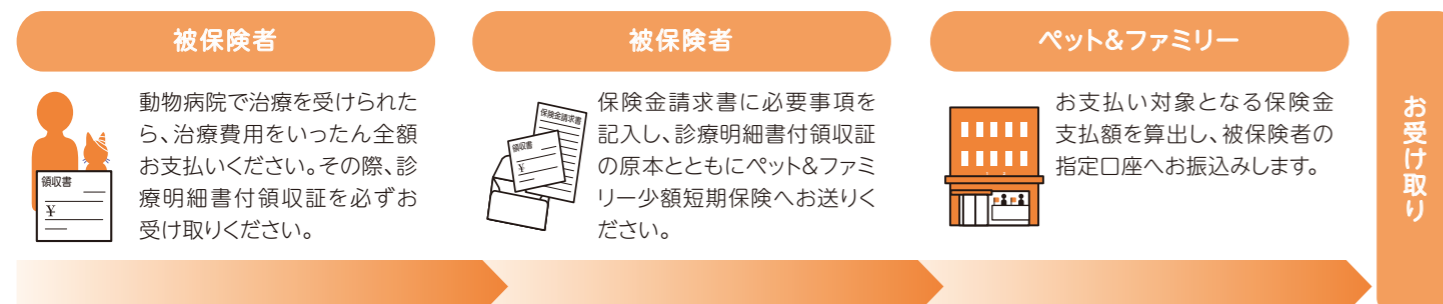 被保険者
動物病院で治療を受けられた
ら、治療費用をいったん全額
お支払いください。その際、診
療明細書付領収証を必ずお
受け取りください。
領収書
¥
被保険者
保険金請求書に必要事項を
記入し、診療明細書付領収証
の原本とともにペット&ファミ
リー少額短期保険へお送りく
ださい。
保険金請求書
領収書
¥
ペット&ファミリー
お支払い対象となる保険金
支払額を算出し、被保険者の
指定口座へお振込みします。
お受け取り